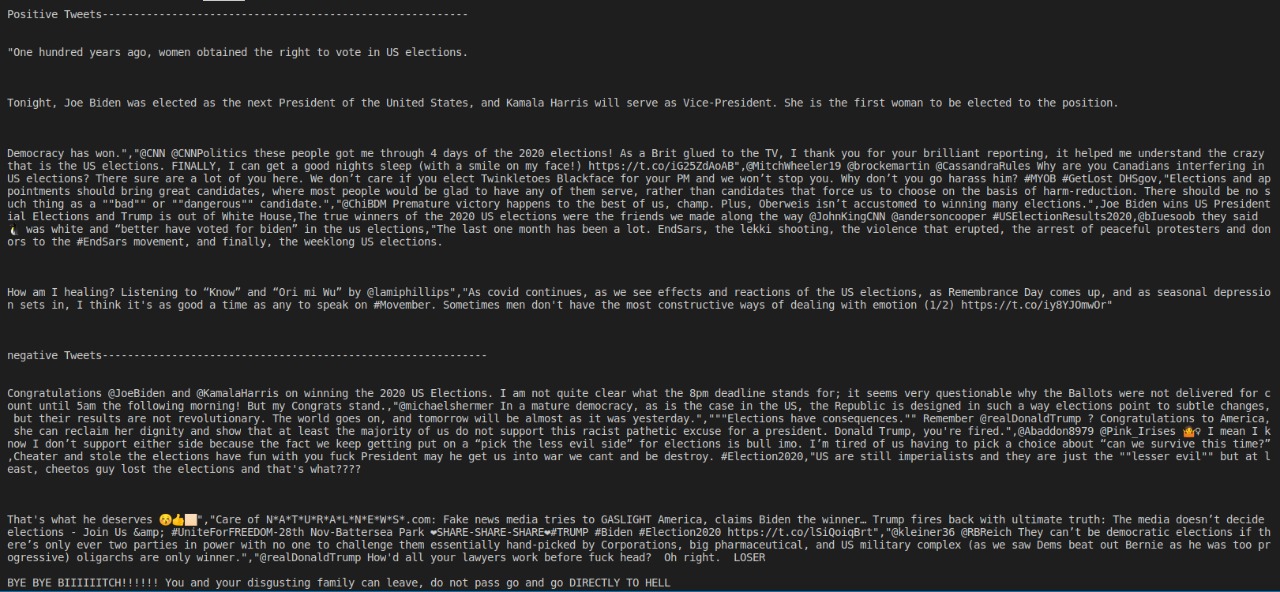 Positive Tweets----------------------------------------------------------
"One hundred years ago, women obtained the right to vote in US elections.
Tonight, Joe Biden was elected as the next President of the United States, and Kamala Harris will serve as Vice-President. She is the first woman to be elected to the position.
Democracy has won.","@CNN @CNNPolitics these people got me through 4 days of the 2020 elections! As a Brit glued to the TV, I thank you for your brilliant reporting, it helped me understand the crazy
that is the US elections. FINALLY, I can get a good nights sleep (with a smile on my face!) https://t.co/iG25ZdAoAB",@MitchWheeler19 @brockmartin @CassandraRules Why are you Canadians interfering in
US elections? There sure are a lot of you here. We don’t care if you elect Twinkletoes Blackface for your PM and we won’t stop you. Why don’t you go harass him? #MYOB #GetLost DHSgov,"Elections and ap
pointments should bring great candidates, where most people would be glad to have any of them serve, rather than candidates that force us to choose on the basis of harm-reduction. There should be no s
uch thing as a ""bad"" or ""dangerous"" candidate.","@ChiBDM Premature victory happens to the best of us, champ. Plus, Oberweis isn’t accustomed to winning many elections.",Joe Biden wins US President
ial Elections and Trump is out of White House,The true winners of the 2020 US elections were the friends we made along the way @JohnKingCNN @andersoncooper #USElectionResults2020,@bIuesoob they said
🐧 was white and “better have voted for biden” in the us elections,"The last one month has been a lot. EndSars, the lekki shooting, the violence that erupted, the arrest of peaceful protesters and don
ors to the #EndSars movement, and finally, the weeklong US elections.
How am I healing? Listening to “Know” and “Ori mi Wu” by @lamiphillips","As covid continues, as we see effects and reactions of the US elections, as Remembrance Day comes up, and as seasonal depressio
n sets in, I think it's as good a time as any to speak on #Movember. Sometimes men don't have the most constructive ways of dealing with emotion (1/2) https://t.co/iy8YJOmwOr"
negative Tweets-------------------------------------------------------------
Congratulations @JoeBiden and @KamalaHarris on winning the 2020 US Elections. I am not quite clear what the 8pm deadline stands for; it seems very questionable why the Ballots were not delivered for c
ount until 5am the following morning! But my Congrats stand.,"@michaelshermer In a mature democracy, as is the case in the US, the Republic is designed in such a way elections point to subtle changes,
but their results are not revolutionary. The world goes on, and tomorrow will be almost as it was yesterday.","""Elections have consequences."" Remember @realDonaldTrump ? Congratulations to America,
she can reclaim her dignity and show that at least the majority of us do not support this racist pathetic excuse for a president. Donald Trump, you're fired.",@Abaddon8979 @Pink_Irises 🤷♀ I mean I k
now I don’t support either side because the fact we keep getting put on a “pick the less evil side” for elections is bull imo. I’m tired of us having to pick a choice about “can we survive this time?”
,Cheater and stole the elections have fun with you fuck President may he get us into war we cant and be destroy. #Election2020,"US are still imperialists and they are just the ""lesser evil"" but at l
east, cheetos guy lost the elections and that's what????
That's what he deserves 😚👍🏻","Care of N*A*T*U*R*A*L*N*E*W*S*.com: Fake news media tries to GASLIGHT America, claims Biden the winner… Trump fires back with ultimate truth: The media doesn’t decide
elections - Join Us &amp; #UniteForFREEDOM-28th Nov-Battersea Park ❤SHARE-SHARE-SHARE❤#TRUMP #Biden #Election2020 https://t.co/lSiQoiqBrt","@kleiner36 @RBReich They can’t be democratic elections if th
ere’s only ever two parties in power with no one to challenge them essentially hand-picked by Corporations, big pharmaceutical, and US military complex (as we saw Dems beat out Bernie as he was too pr
ogressive) oligarchs are only winner.","@realDonaldTrump How'd all your lawyers work before fuck head?  Oh right.  LOSER
BYE BYE BIIIIIITCH!!!!!! You and your disgusting family can leave, do not pass go and go DIRECTLY TO HELL